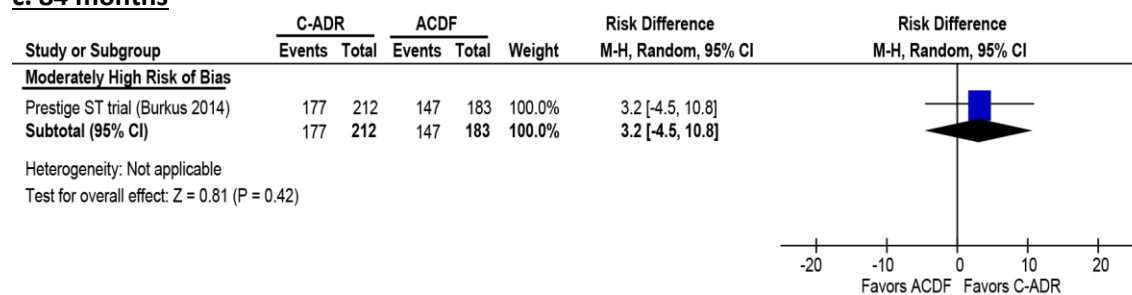 c. 84 months
C-ADR ACDF Risk Difference Risk Difference
Study or Subgroup Events Total Events Total Weight M-H, Random, 95% CI M-H, Random, 95% CI
Moderately High Risk of Bias
Prestige ST trial (Burkus 2014) 177 212 147 183 100.0% 3.2 [-4.5, 10.8]
Subtotal (95% CI) 177 212 147 183 100.0% 3.2 [-4.5, 10.8]
Heterogeneity: Not applicable
Test for overall effect: Z = 0.81 (P = 0.42)
-20 -10 0 10 20
Favors ACDF Favors C-ADR